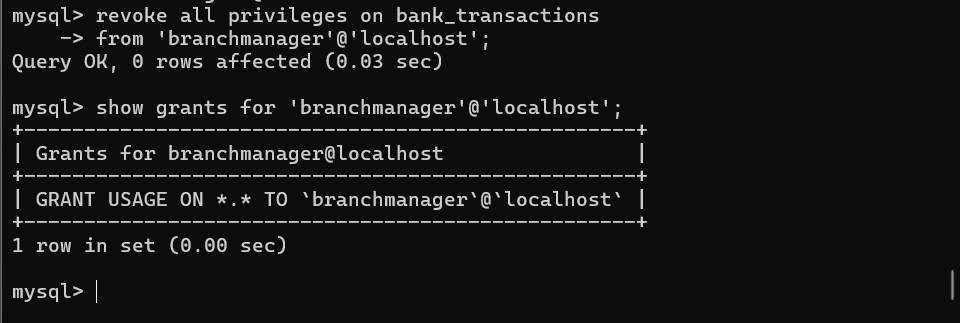 mysql> revoke all privileges on bank_transactions
    -> from 'branchmanager'@'localhost';
Query OK, 0 rows affected (0.03 sec)

mysql> show grants for 'branchmanager'@'localhost';
+---------------------------------------------------+
| Grants for branchmanager@localhost                |
+---------------------------------------------------+
| GRANT USAGE ON *.* TO `branchmanager`@`localhost` |
+---------------------------------------------------+
1 row in set (0.00 sec)

mysql>